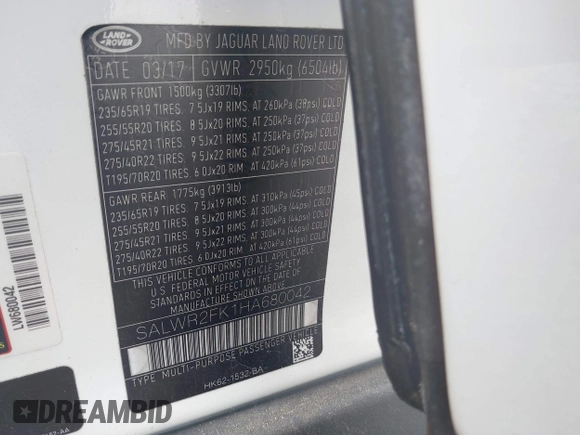 LAND-
ROVER
MFD BY JAGUAR LAND ROVER LTD
DATE 03/17 GVWR 2950kg (6504lb)
GAWR FRONT 1500kg (3307lb)
235/65R19 TIRES. 7 5Jx19 RIMS. AT 260kPa (38psi) COLD
255/55R20 TIRES 8 5Jx20 RIMS. AT 250kPa (37psi) COLD
275/45R21 TIRES. 9 5Jx21 RIMS. AT 250kPa (37psi) COLD
275/40R22 TIRES. 9 5Jx22 RIMS. AT 250kPa (37psi) COLD
T195/70R20 TIRES 6 0Jx20 RIM. AT 420kPa (61psi) COLD
GAWR REAR 1775kg (3913lb)
235/65R19 TIRES. 7 5Jx19 RIMS. AT 310kPa (45psi) COLD
255/55R20 TIRES. 8 5Jx20 RIMS. AT 300kPa (44psi) COLD
275/45R21 TIRES. 9 5Jx21 RIMS. AT 300kPa (44psi) COLD
275/40R22 TIRES. 9 5Jx22 RIMS. AT 300kPa (44psi) COLD
T195/70R20 TIRES 6 0Jx20 RIM. AT 420kPa (61psi) COLD
THIS VEHICLE CONFORMS TO ALL APPLICABLE
U.S. FEDERAL MOTOR VEHICLE SAFETY
STANDARDS IN EFFECT ON THE DATE OF
MANUFACTURE SHOWN ABOVE
SALWR2FK1HA680042
TYPE MULTI-PURPOSE PASSENGER VEHICLE
HK62-1532-BA
LW680042
DREAMBID